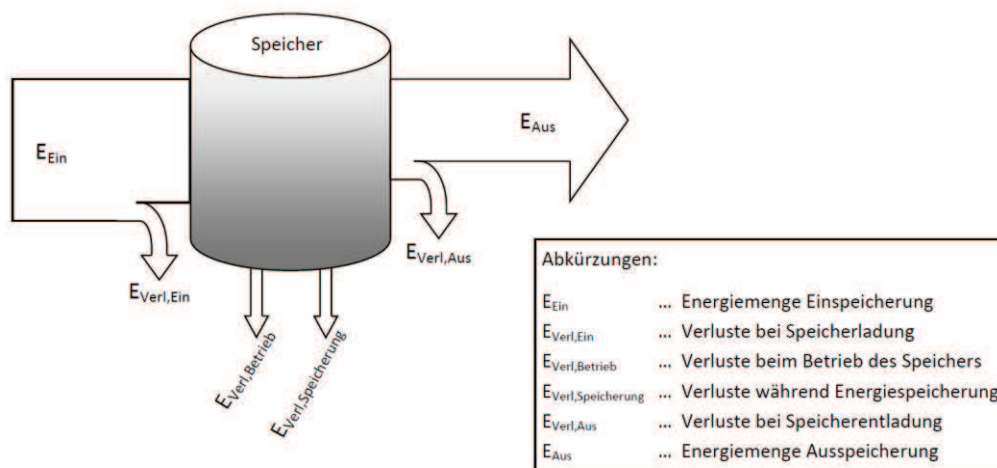 Speicher
E_Ein
E_Aus
E_Verl,Ein
E_Verl,Aus
E_Verl,Betrieb
E_Verl,Speicherung
Abkürzungen:
E_Ein ... Energiemenge Einspeicherung
E_Verl,Ein ... Verluste bei Speicherladung
E_Verl,Betrieb ... Verluste beim Betrieb des Speichers
E_Verl,Speicherung ... Verluste während Energiespeicherung
E_Verl,Aus ... Verluste bei Speicherentladung
E_Aus ... Energiemenge Ausspeicherung